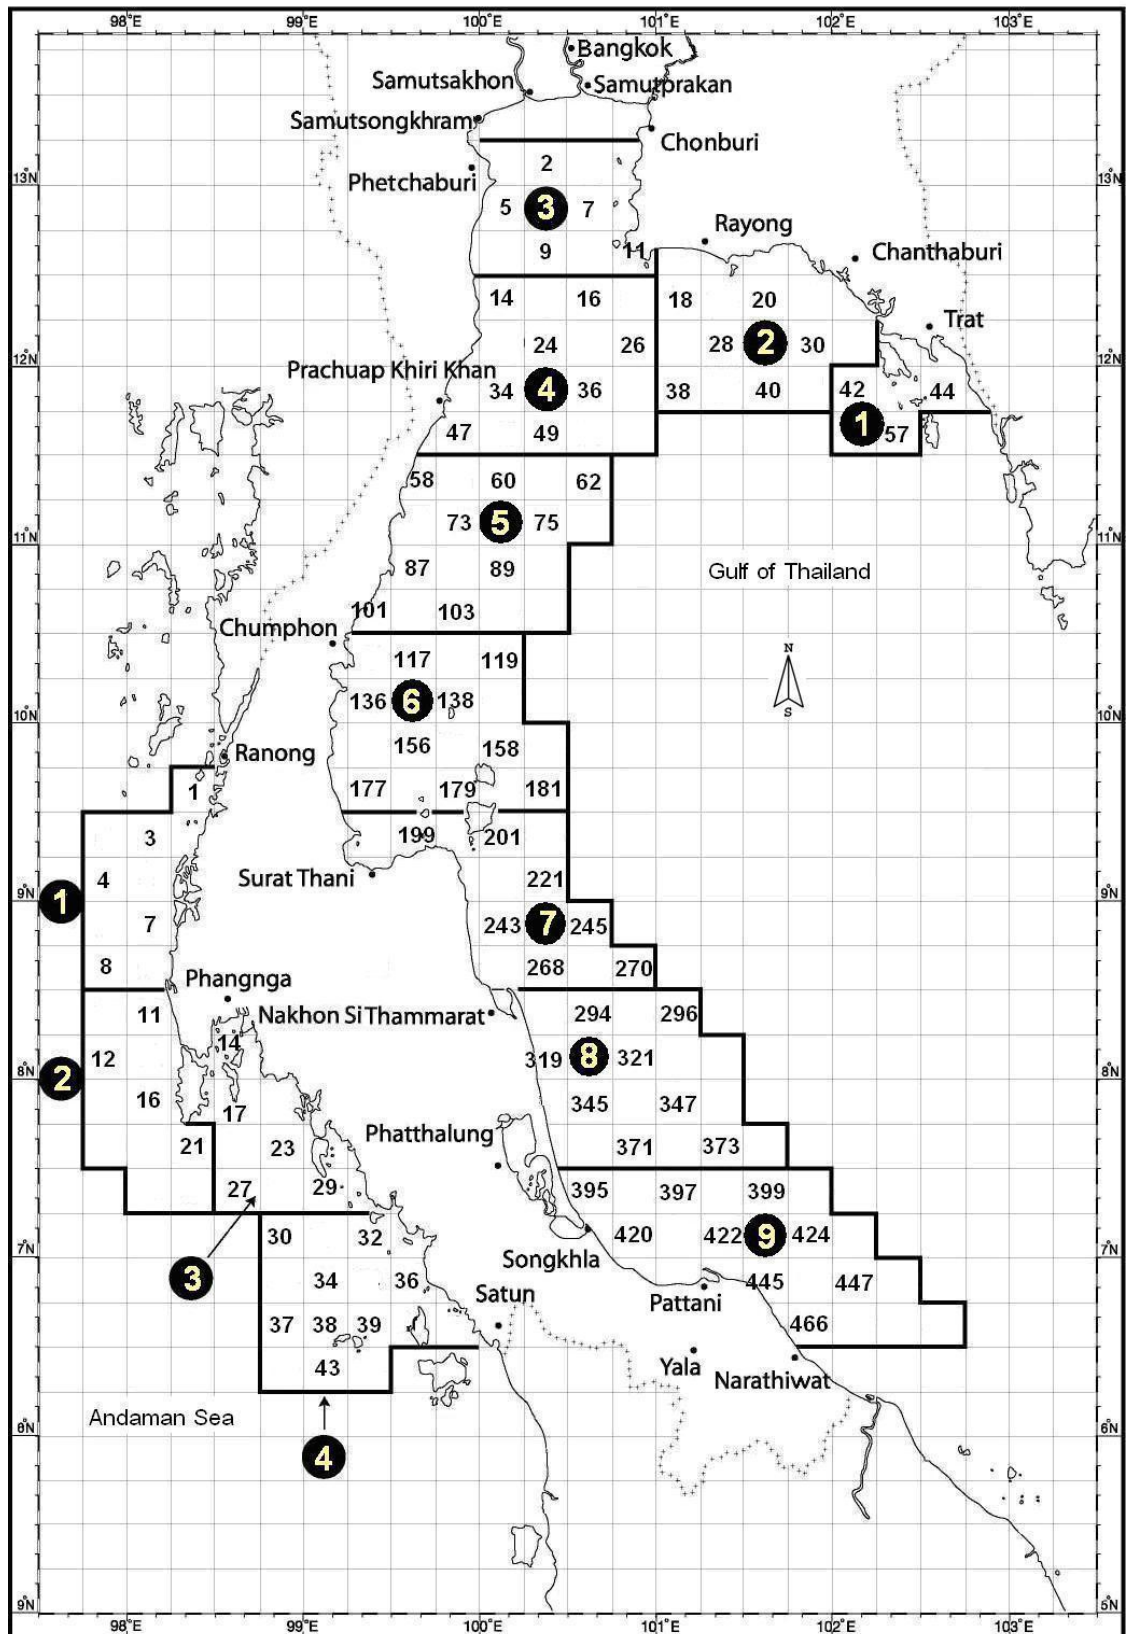 98°E 99°E 100°E 101°E 102°E 103°E
Bangkok
Samutsakhon
Samutprakan
Samutsongkhram
Chonburi
2
Phetchaburi
13°N
13°N
5
3
7
Rayong
9
11
Chanthaburi
14
16
18
20
Trat
24
26
28
2
30
12°N
12°N
Prachuap Khiri Khan
34
4
36
38
40
42
44
1
57
47
49
58
60
62
73
5
75
11°N
11°N
87
89
Gulf of Thailand
101
103
Chumphon
117
119
N
136
6
138
S
10°N
10°N
156
158
Ranong
1
177
179
181
3
199
201
Surat Thani
4
221
9°N
9°N
1
7
243
7
245
8
268
270
Phangnga
11
Nakhon Si Thammarat
294
296
14
12
319
8
321
2
8°N
8°N
16
17
345
347
Phatthalung
21
23
371
373
27
29
395
397
399
30
32
420
422
9
424
7°N
7°N
Songkhla
3
34
36
445
447
Satun
Pattani
37
38
39
466
43
Yala
Narathiwat
Andaman Sea
6°N
6°N
4
9°N
5°N
98°E 99°E 100°E 101°E 102°E 103°E